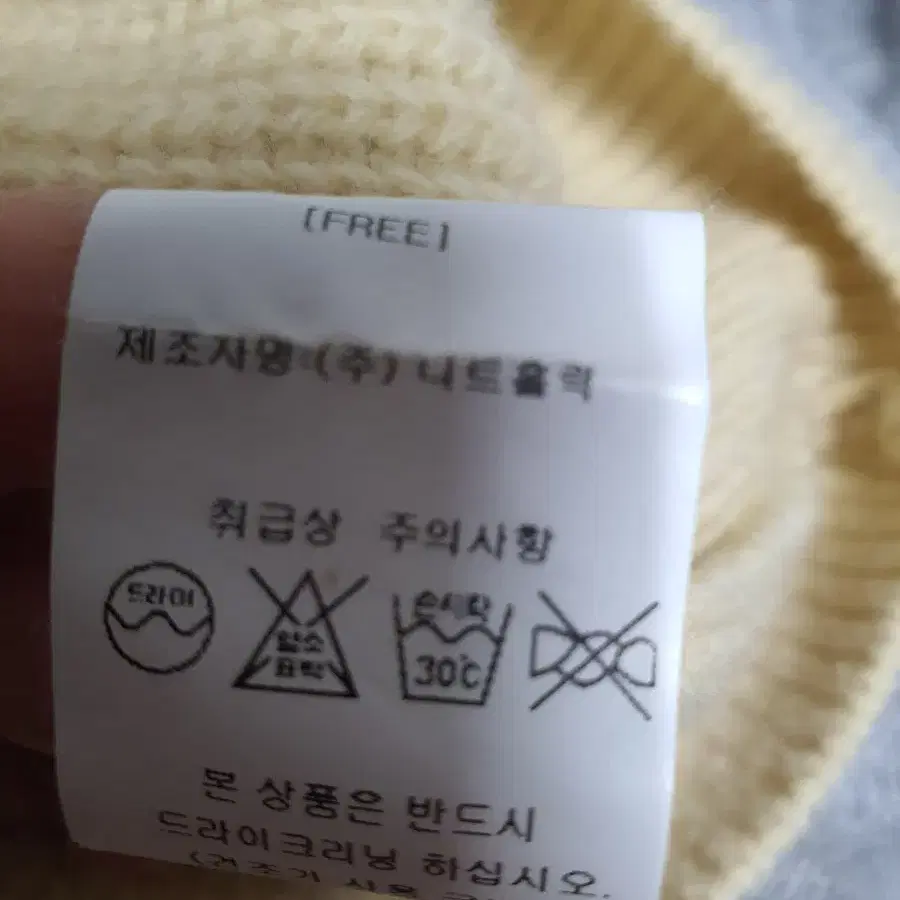 [FREE]
제조자명:(주) 니트홀릭
취급상 주의사항
드라이
염소
표백
손세탁
30℃
본 상품은 반드시
드라이크리닝 하십시오.